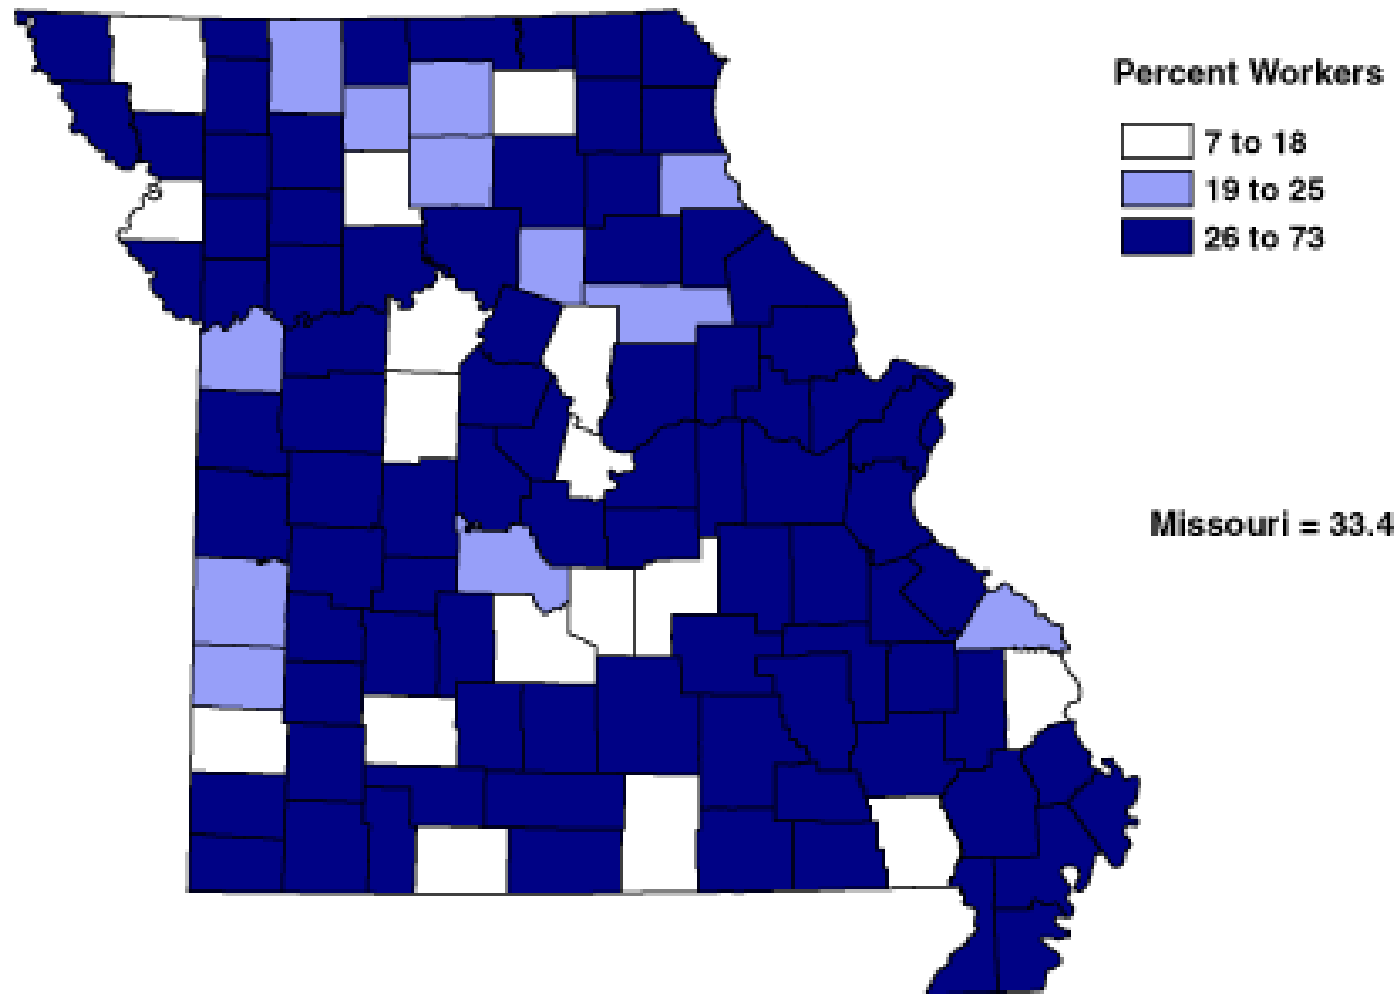 Percent Workers
7 to 18
19 to 25
26 to 73
Missouri = 33.4